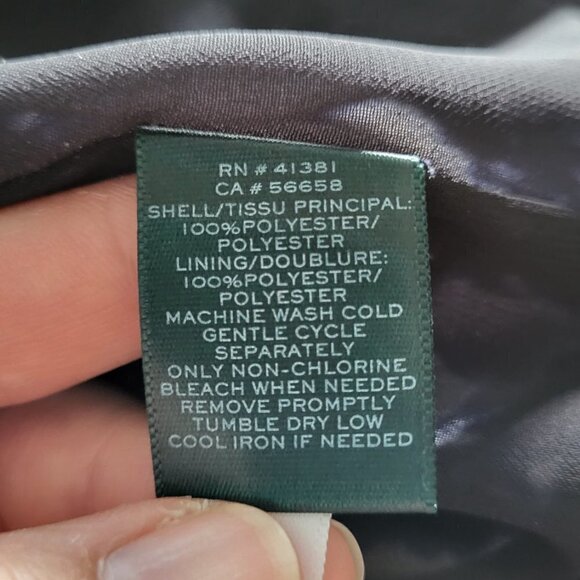 RN # 41381
CA # 56658
SHELL/TISSU PRINCIPAL:
100%POLYESTER/
POLYESTER
LINING/DOUBLURE:
100%POLYESTER/
POLYESTER
MACHINE WASH COLD
GENTLE CYCLE
SEPARATELY
ONLY NON-CHLORINE
BLEACH WHEN NEEDED
REMOVE PROMPTLY
TUMBLE DRY LOW
COOL IRON IF NEEDED